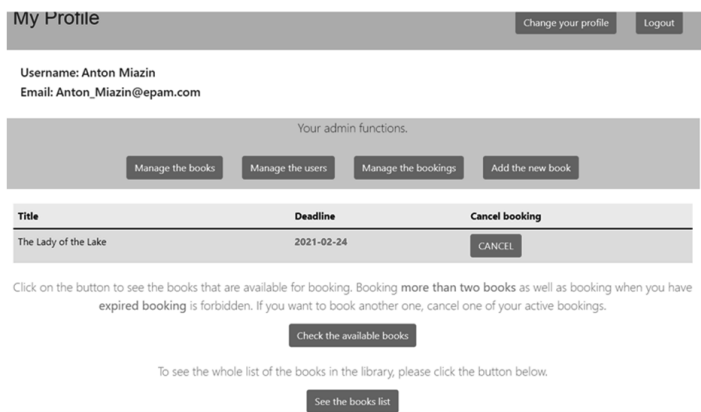 My Profile
Change your profile Logout
Username: Anton Miazin
Email: Anton_Miazin@epam.com
Your admin functions.
Manage the books Manage the users Manage the bookings Add the new book
Title Deadline Cancel booking
The Lady of the Lake 2021-02-24 CANCEL
Click on the button to see the books that are available for booking. Booking more than two books as well as booking when you have
expired booking is forbidden. If you want to book another one, cancel one of your active bookings.
Check the available books
To see the whole list of the books in the library, please click the button below.
See the books list